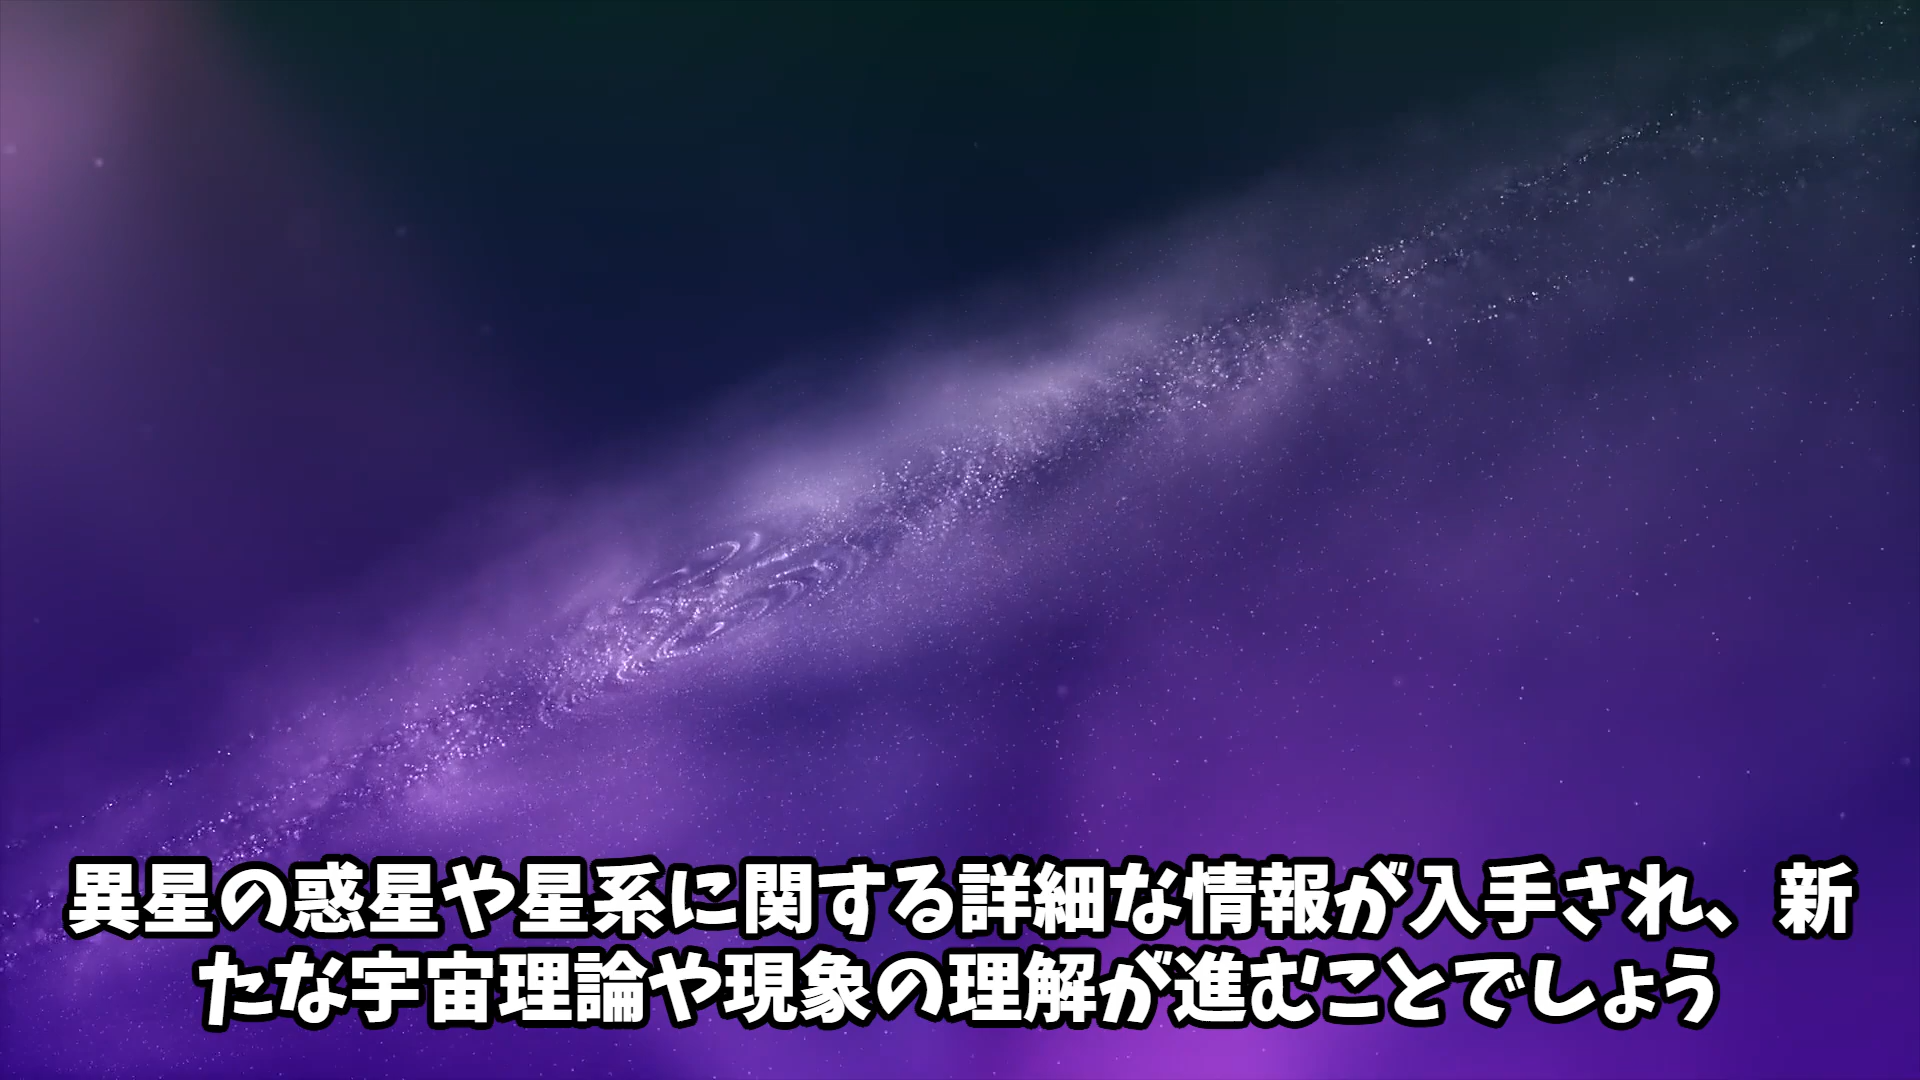 異星の惑星や星系に関する詳細な情報が入手され、新
たな宇宙理論や現象の理解が進むことでしょう